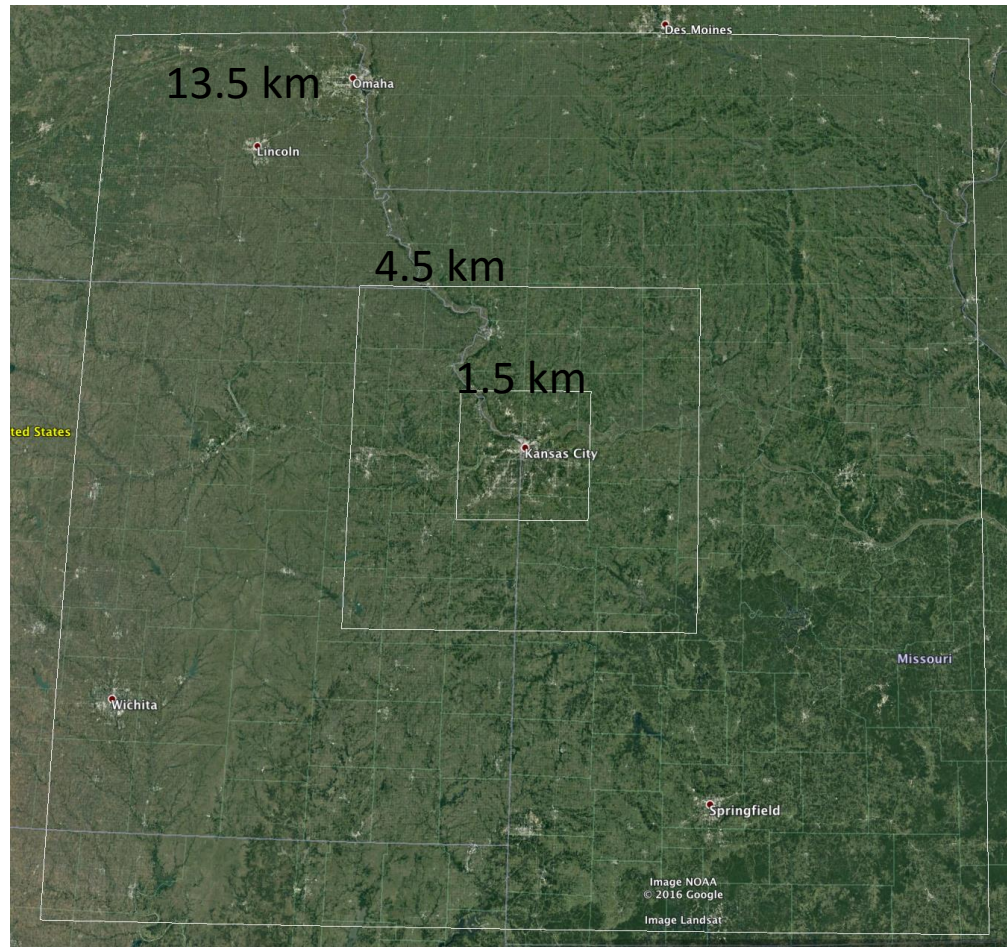 Des Moines
13.5 km
Omaha
Lincoln
4.5 km
1.5 km
ted States
Kansas City
Missouri
Wichita
Springfield
Image NOAA
© 2016 Google
Image Landsat